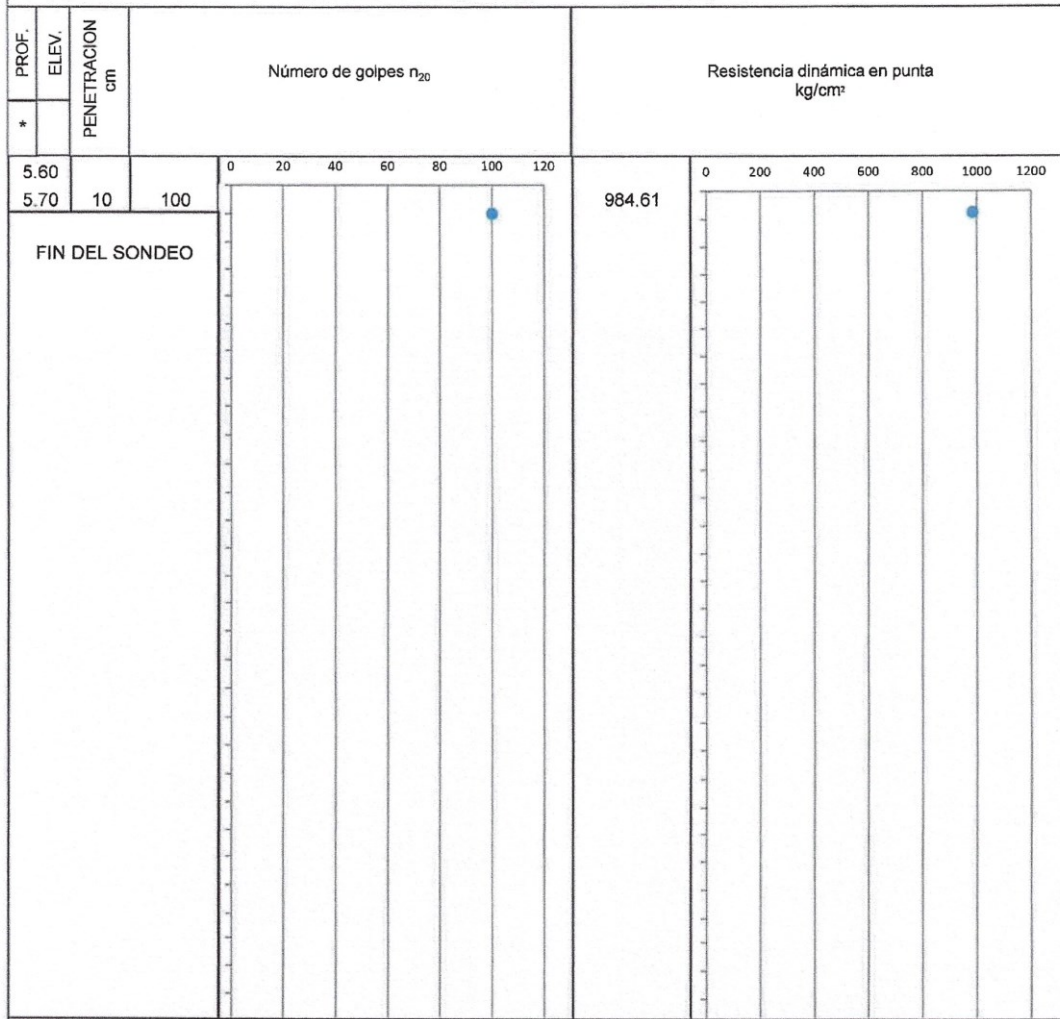 PROF.
ELEV.
PENETRACION
cm
*
Número de golpes n₂₀
Resistencia dinámica en punta
kg/cm²
5.60
5.70 10 100
0 20 40 60 80 100 120
984.61
0 200 400 600 800 1000 1200
FIN DEL SONDEO